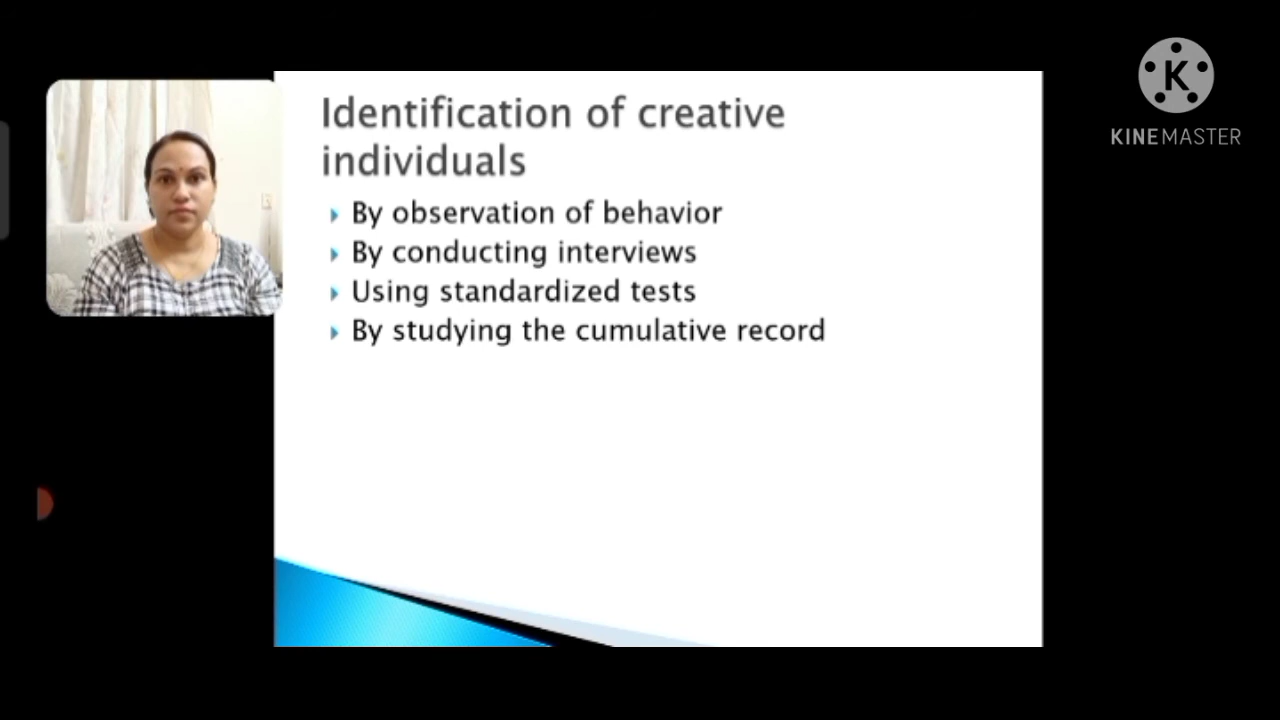 Identification of creative
individuals
By observation of behavior
By conducting interviews
Using standardized tests
By studying the cumulative record
K
KINEMASTER